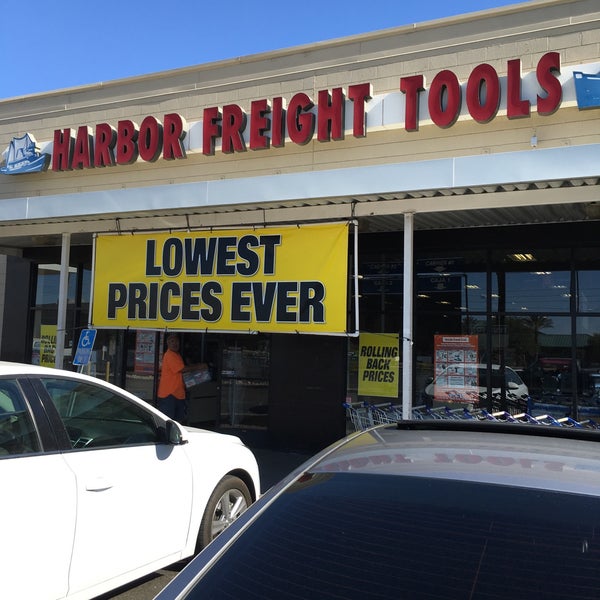 HARBOR FREIGHT TOOLS
LOWEST
PRICES EVER
ROLLING
BACK
PRICES